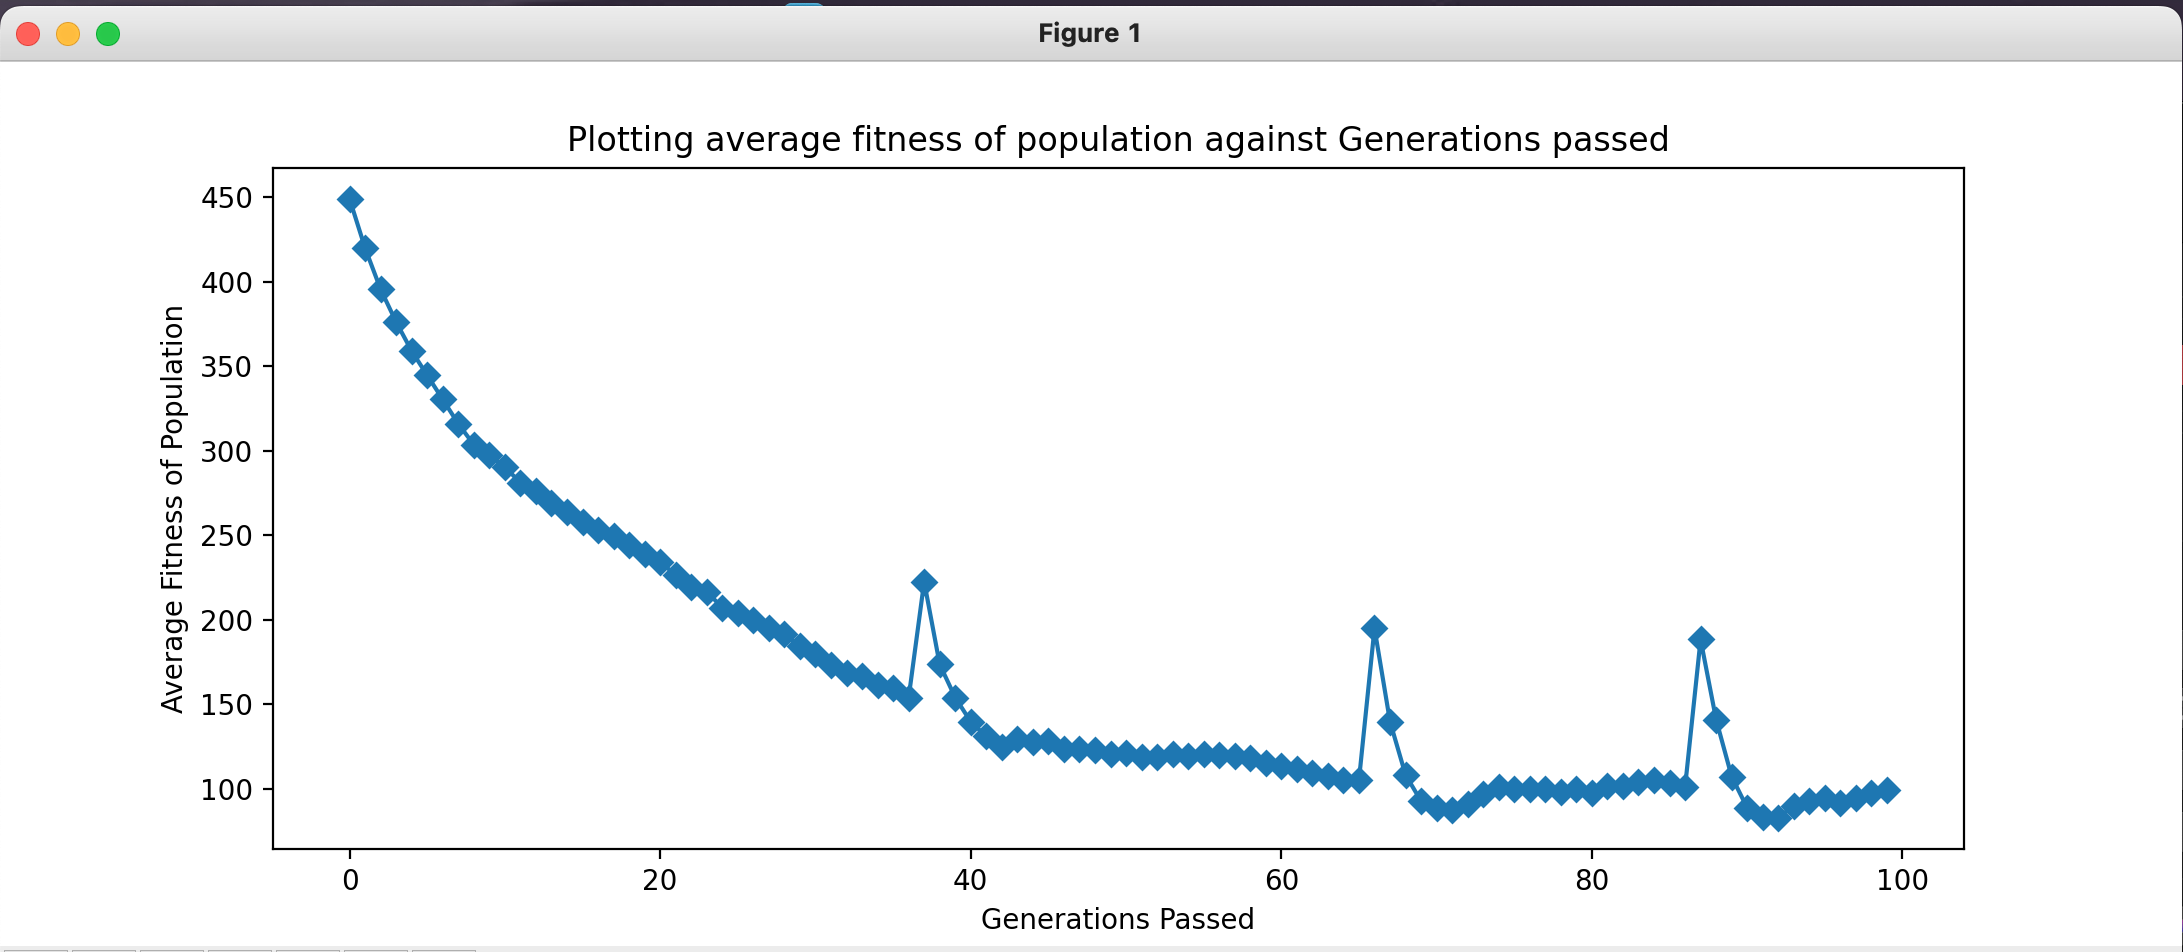 Figure 1
Plotting average fitness of population against Generations passed
450
400
350
300
250
200
150
100
Average Fitness of Population
0 20 40 60 80 100
Generations Passed